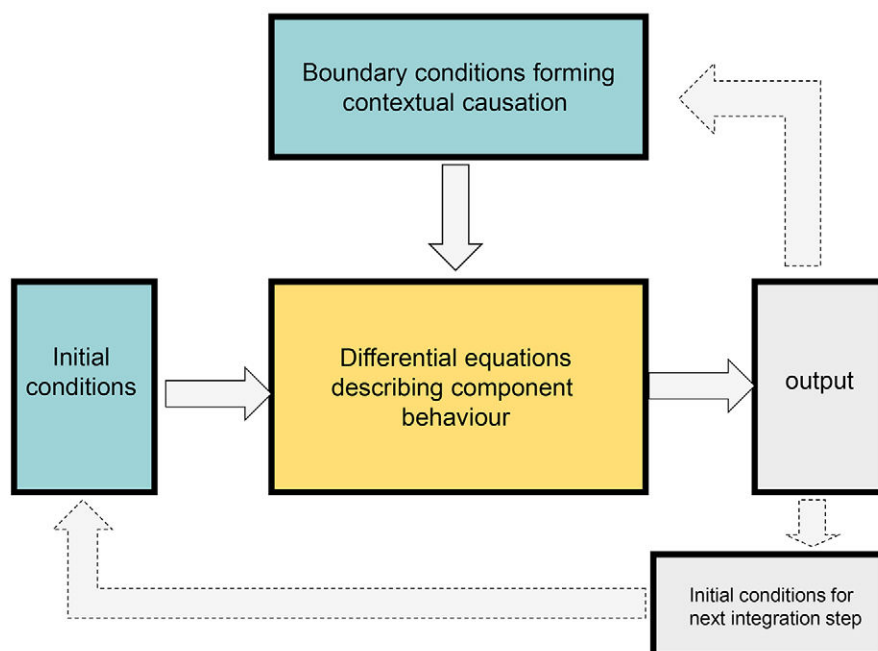 Boundary conditions forming
contextual causation
Initial
conditions
Differential equations
describing component
behaviour
output
Initial conditions for
next integration step